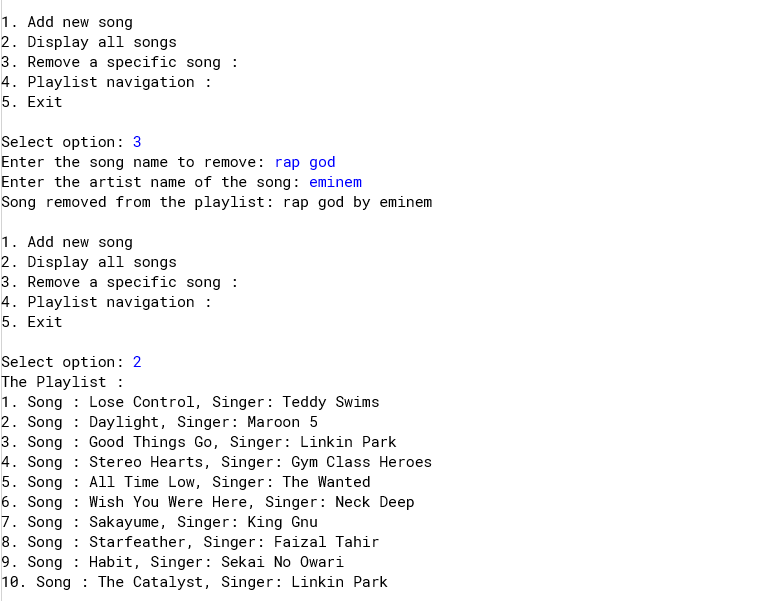 1. Add new song
2. Display all songs
3. Remove a specific song :
4. Playlist navigation :
5. Exit
Select option: 3
Enter the song name to remove: rap god
Enter the artist name of the song: eminem
Song removed from the playlist: rap god by eminem
1. Add new song
2. Display all songs
3. Remove a specific song :
4. Playlist navigation :
5. Exit
Select option: 2
The Playlist :
1. Song : Lose Control, Singer: Teddy Swims
2. Song : Daylight, Singer: Maroon 5
3. Song : Good Things Go, Singer: Linkin Park
4. Song : Stereo Hearts, Singer: Gym Class Heroes
5. Song : All Time Low, Singer: The Wanted
6. Song : Wish You Were Here, Singer: Neck Deep
7. Song : Sakayume, Singer: King Gnu
8. Song : Starfeather, Singer: Faizal Tahir
9. Song : Habit, Singer: Sekai No Owari
10. Song : The Catalyst, Singer: Linkin Park